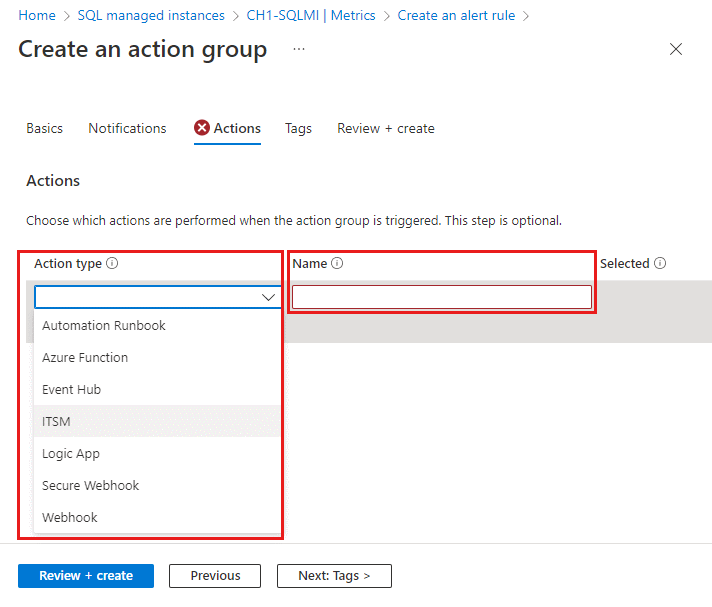 Home > SQL managed instances > CH1-SQLMI | Metrics > Create an alert rule >
Create an action group ...
Basics Notifications Actions Tags Review + create
Actions
Choose which actions are performed when the action group is triggered. This step is optional.
Action type Name Selected
Automation Runbook
Azure Function
Event Hub
ITSM
Logic App
Secure Webhook
Webhook
Review + create Previous Next: Tags >